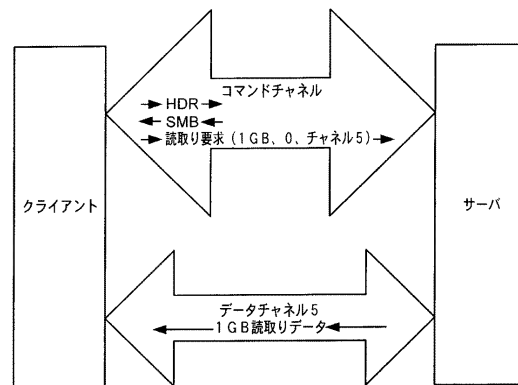 コマンドチャネル
HDR
SMB
読取り要求（1GB、0、チャネル5）
クライアント
サーバ
データチャネル5
1GB読取りデータ